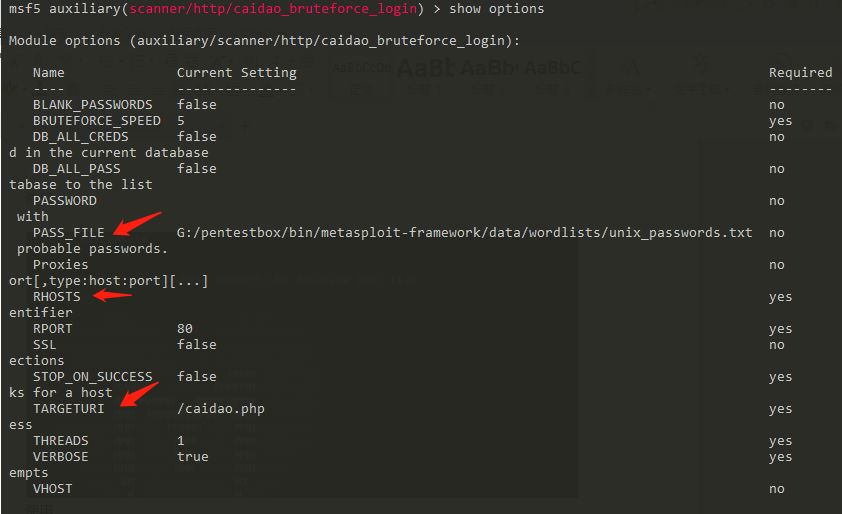 msf5 auxiliary(scanner/http/caidao_bruteforce_login) > show options
Module options (auxiliary/scanner/http/caidao_bruteforce_login):
Name Current Setting Required
---- --------------- --------
BLANK_PASSWORDS false no
BRUTEFORCE_SPEED 5 yes
DB_ALL_CREDS false no
d in the current database
DB_ALL_PASS false no
tabase to the list
PASSWORD no
with
PASS_FILE G:/pentestbox/bin/metasploit-framework/data/wordlists/unix_passwords.txt no
probable passwords.
Proxies no
ort[,type:host:port][...]
RHOSTS yes
entifier
RPORT 80 yes
SSL false no
ections
STOP_ON_SUCCESS false yes
ks for a host
TARGETURI /caidao.php yes
ess
THREADS 1 yes
VERBOSE true yes
empts
VHOST no